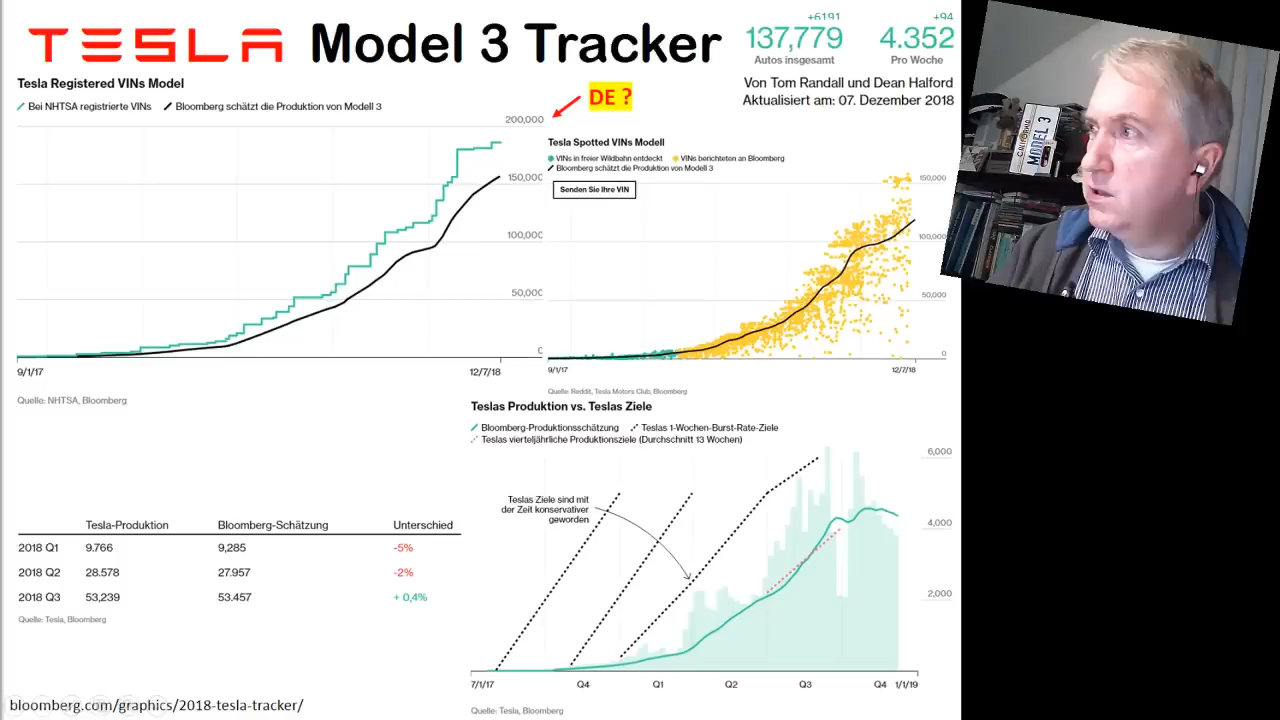 TESLA Model 3 Tracker
+6191
137,779
Autos insgesamt
+94
4.352
Pro Woche
Von Tom Randall und Dean Halford
Aktualisiert am: 07. Dezember 2018
Tesla Registered VINs Model
Bei NHTSA registrierte VINs
Bloomberg schätzt die Produktion von Modell 3
DE ?
200,000
150,000
100,000
50,000
0
9/1/17
12/7/18
Quelle: NHTSA, Bloomberg
Tesla Spotted VINs Modell
VINs in freier Wildbahn entdeckt
VINs berichteten an Bloomberg
Bloomberg schätzt die Produktion von Modell 3
Senden Sie Ihre VIN
150,000
100,000
50,000
0
9/1/17
12/7/18
Quelle: Reddit, Tesla Motors Club, Bloomberg
Teslas Produktion vs. Teslas Ziele
Bloomberg-Produktionsschätzung
Teslas 1-Wochen-Burst-Rate-Ziele
Teslas vierteljährliche Produktionsziele (Durchschnitt 13 Wochen)
Teslas Ziele sind mit
der Zeit konservativer
geworden
6,000
4,000
2,000
7/1/17
Q4
Q1
Q2
Q3
Q4
1/1/19
Quelle: Tesla, Bloomberg
Tesla-Produktion Bloomberg-Schätzung Unterschied
2018 Q1 9.766 9,285 -5%
2018 Q2 28.578 27.957 -2%
2018 Q3 53,239 53.457 + 0,4%
Quelle: Tesla, Bloomberg
bloomberg.com/graphics/2018-tesla-tracker/
CALIFORNIA
MODEL 3